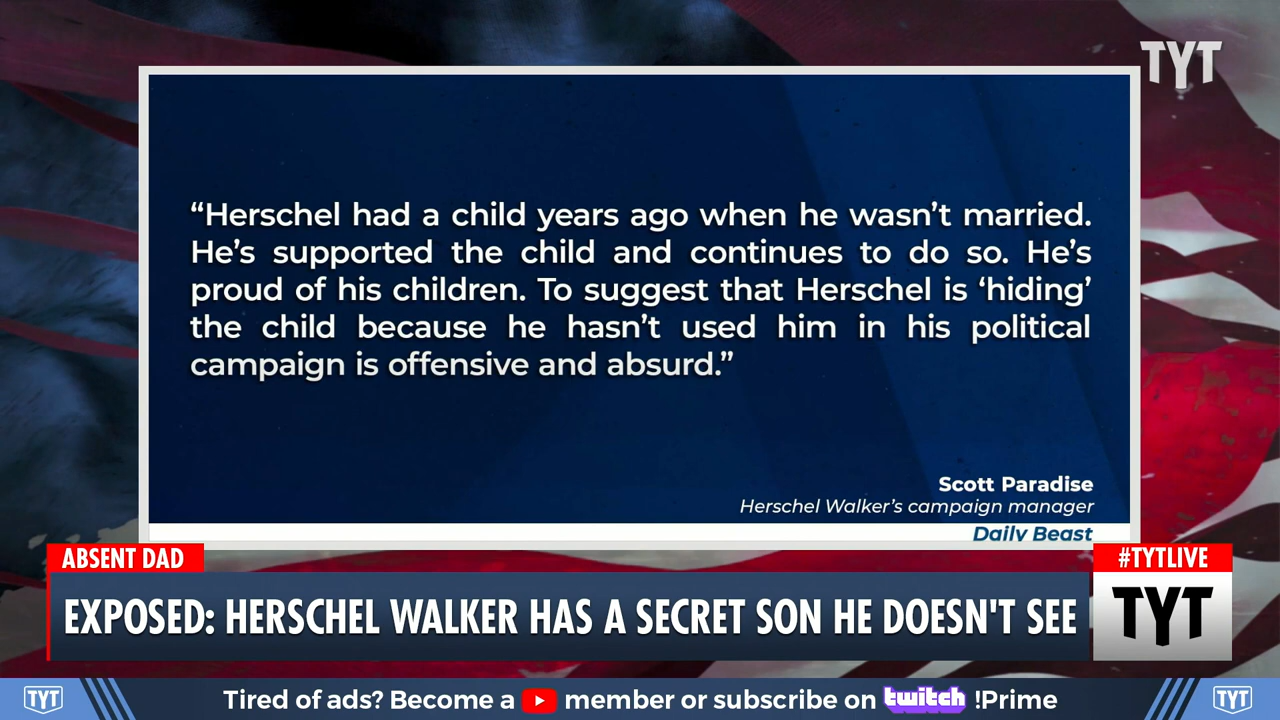 TYT
“Herschel had a child years ago when he wasn’t married.
He’s supported the child and continues to do so. He’s
proud of his children. To suggest that Herschel is ‘hiding’
the child because he hasn’t used him in his political
campaign is offensive and absurd.”
Scott Paradise
Herschel Walker’s campaign manager
Daily Beast
ABSENT DAD
#TYTLIVE
EXPOSED: HERSCHEL WALKER HAS A SECRET SON HE DOESN'T SEE
TYT
TYT
Tired of ads? Become a member or subscribe on twitch !Prime
TYT